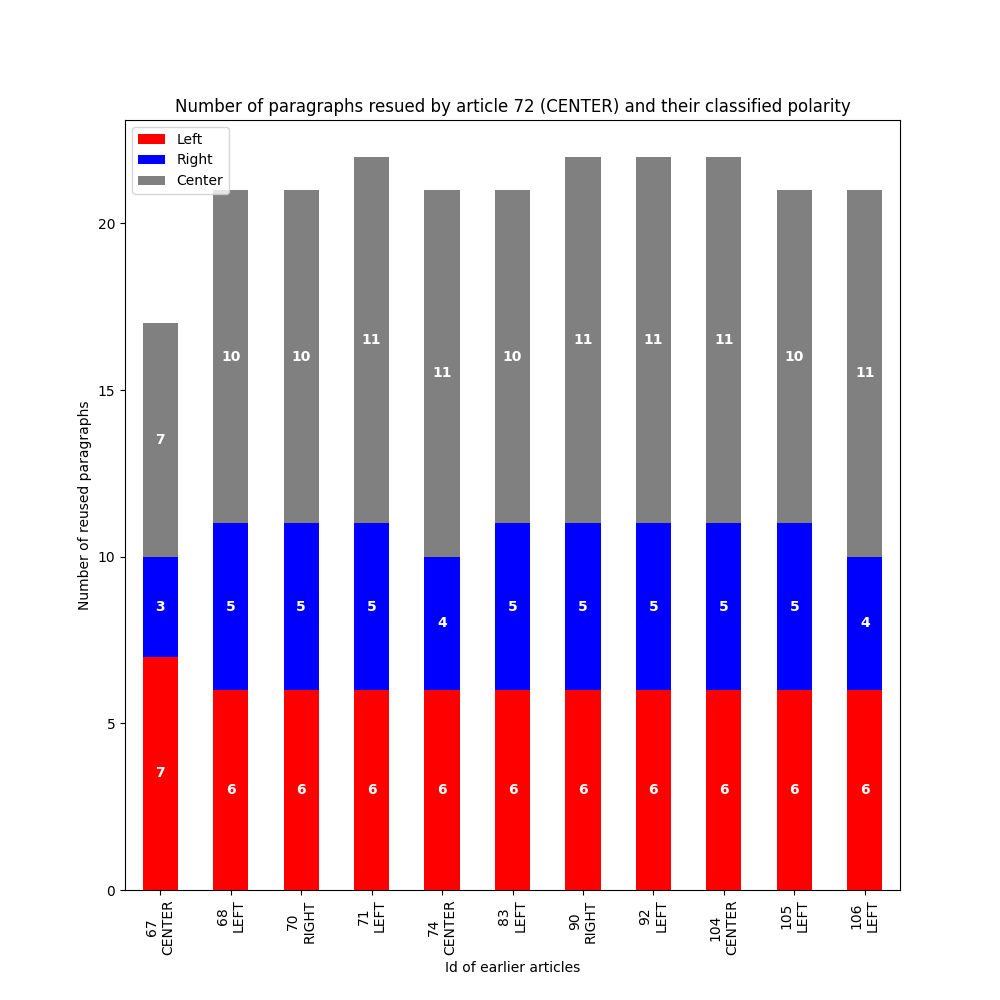 Number of paragraphs resued by article 72 (CENTER) and their classified polarity
Left
Right
Center
Number of reused paragraphs
20
15
10
5
0
7 10 10 11 11 10 11 11 11 10 11
3 5 5 5 4 5 5 5 5 5 4
7 6 6 6 6 6 6 6 6 6 6
67
CENTER
68
LEFT
70
RIGHT
71
LEFT
74
CENTER
83
LEFT
90
RIGHT
92
LEFT
104
CENTER
105
LEFT
106
LEFT
Id of earlier articles